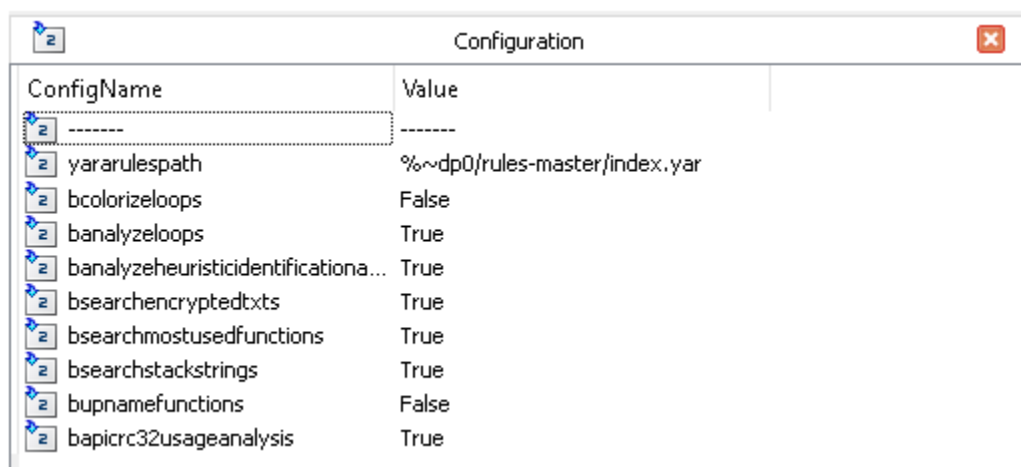 Configuration
ConfigName Value
------- -------
yararulespath %~dp0/rules-master/index.yar
bcolorizeloops False
banalyzeloops True
banalyzeheuristicidentificationa... True
bsearchencryptedtxts True
bsearchmostusedfunctions True
bsearchstackstrings True
bupnamefunctions False
bapicrc32usageanalysis True